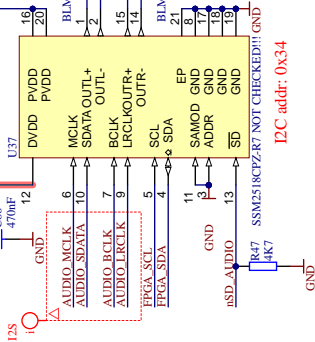 16
20
BLM
1
2
BLM
15
14
21
8
17
18
19
GND
PVDD
PVDD
OUTL+
OUTL-
OUTR+
OUTR-
EP
GND
GND
GND
GND
DVDD
MCLK
SDATA
BCLK
LRCLK
SCL
SDA
SAMOD
ADDR
SD
U37
SSM2518CPZ-R7 NOT CHECKED!!!
I2C addr: 0x34
12
6
10
7
9
5
4
11
3
13
470nF
GND
AUDIO_MCLK
AUDIO_SDATA
AUDIO_BCLK
AUDIO_LRCLK
FPGA_SCL
FPGA_SDA
GND
nSD_AUDIO
R47
4K7
GND
I2S
i